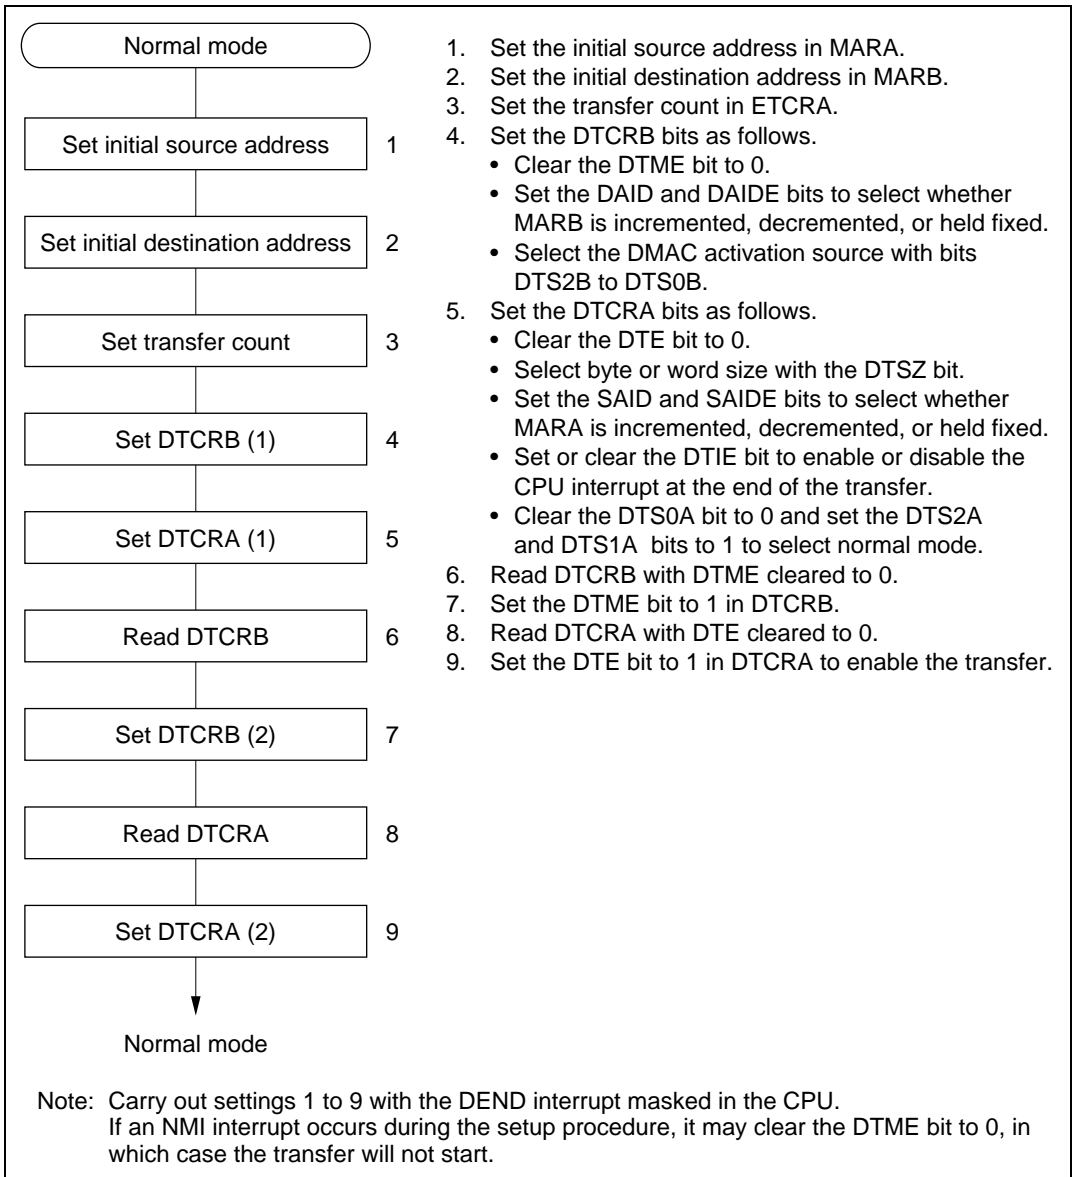 Normal mode
Set initial source address 1
Set initial destination address 2
Set transfer count 3
Set DTCRB (1) 4
Set DTCRA (1) 5
Read DTCRB 6
Set DTCRB (2) 7
Read DTCRA 8
Set DTCRA (2) 9
Normal mode
1. Set the initial source address in MARA.
2. Set the initial destination address in MARB.
3. Set the transfer count in ETCRA.
4. Set the DTCRB bits as follows.
• Clear the DTME bit to 0.
• Set the DAID and DAIDE bits to select whether
MARB is incremented, decremented, or held fixed.
• Select the DMAC activation source with bits
DTS2B to DTS0B.
5. Set the DTCRA bits as follows.
• Clear the DTE bit to 0.
• Select byte or word size with the DTSZ bit.
• Set the SAID and SAIDE bits to select whether
MARA is incremented, decremented, or held fixed.
• Set or clear the DTIE bit to enable or disable the
CPU interrupt at the end of the transfer.
• Clear the DTS0A bit to 0 and set the DTS2A
and DTS1A bits to 1 to select normal mode.
6. Read DTCRB with DTME cleared to 0.
7. Set the DTME bit to 1 in DTCRB.
8. Read DTCRA with DTE cleared to 0.
9. Set the DTE bit to 1 in DTCRA to enable the transfer.
Note: Carry out settings 1 to 9 with the DEND interrupt masked in the CPU.
If an NMI interrupt occurs during the setup procedure, it may clear the DTME bit to 0, in
which case the transfer will not start.